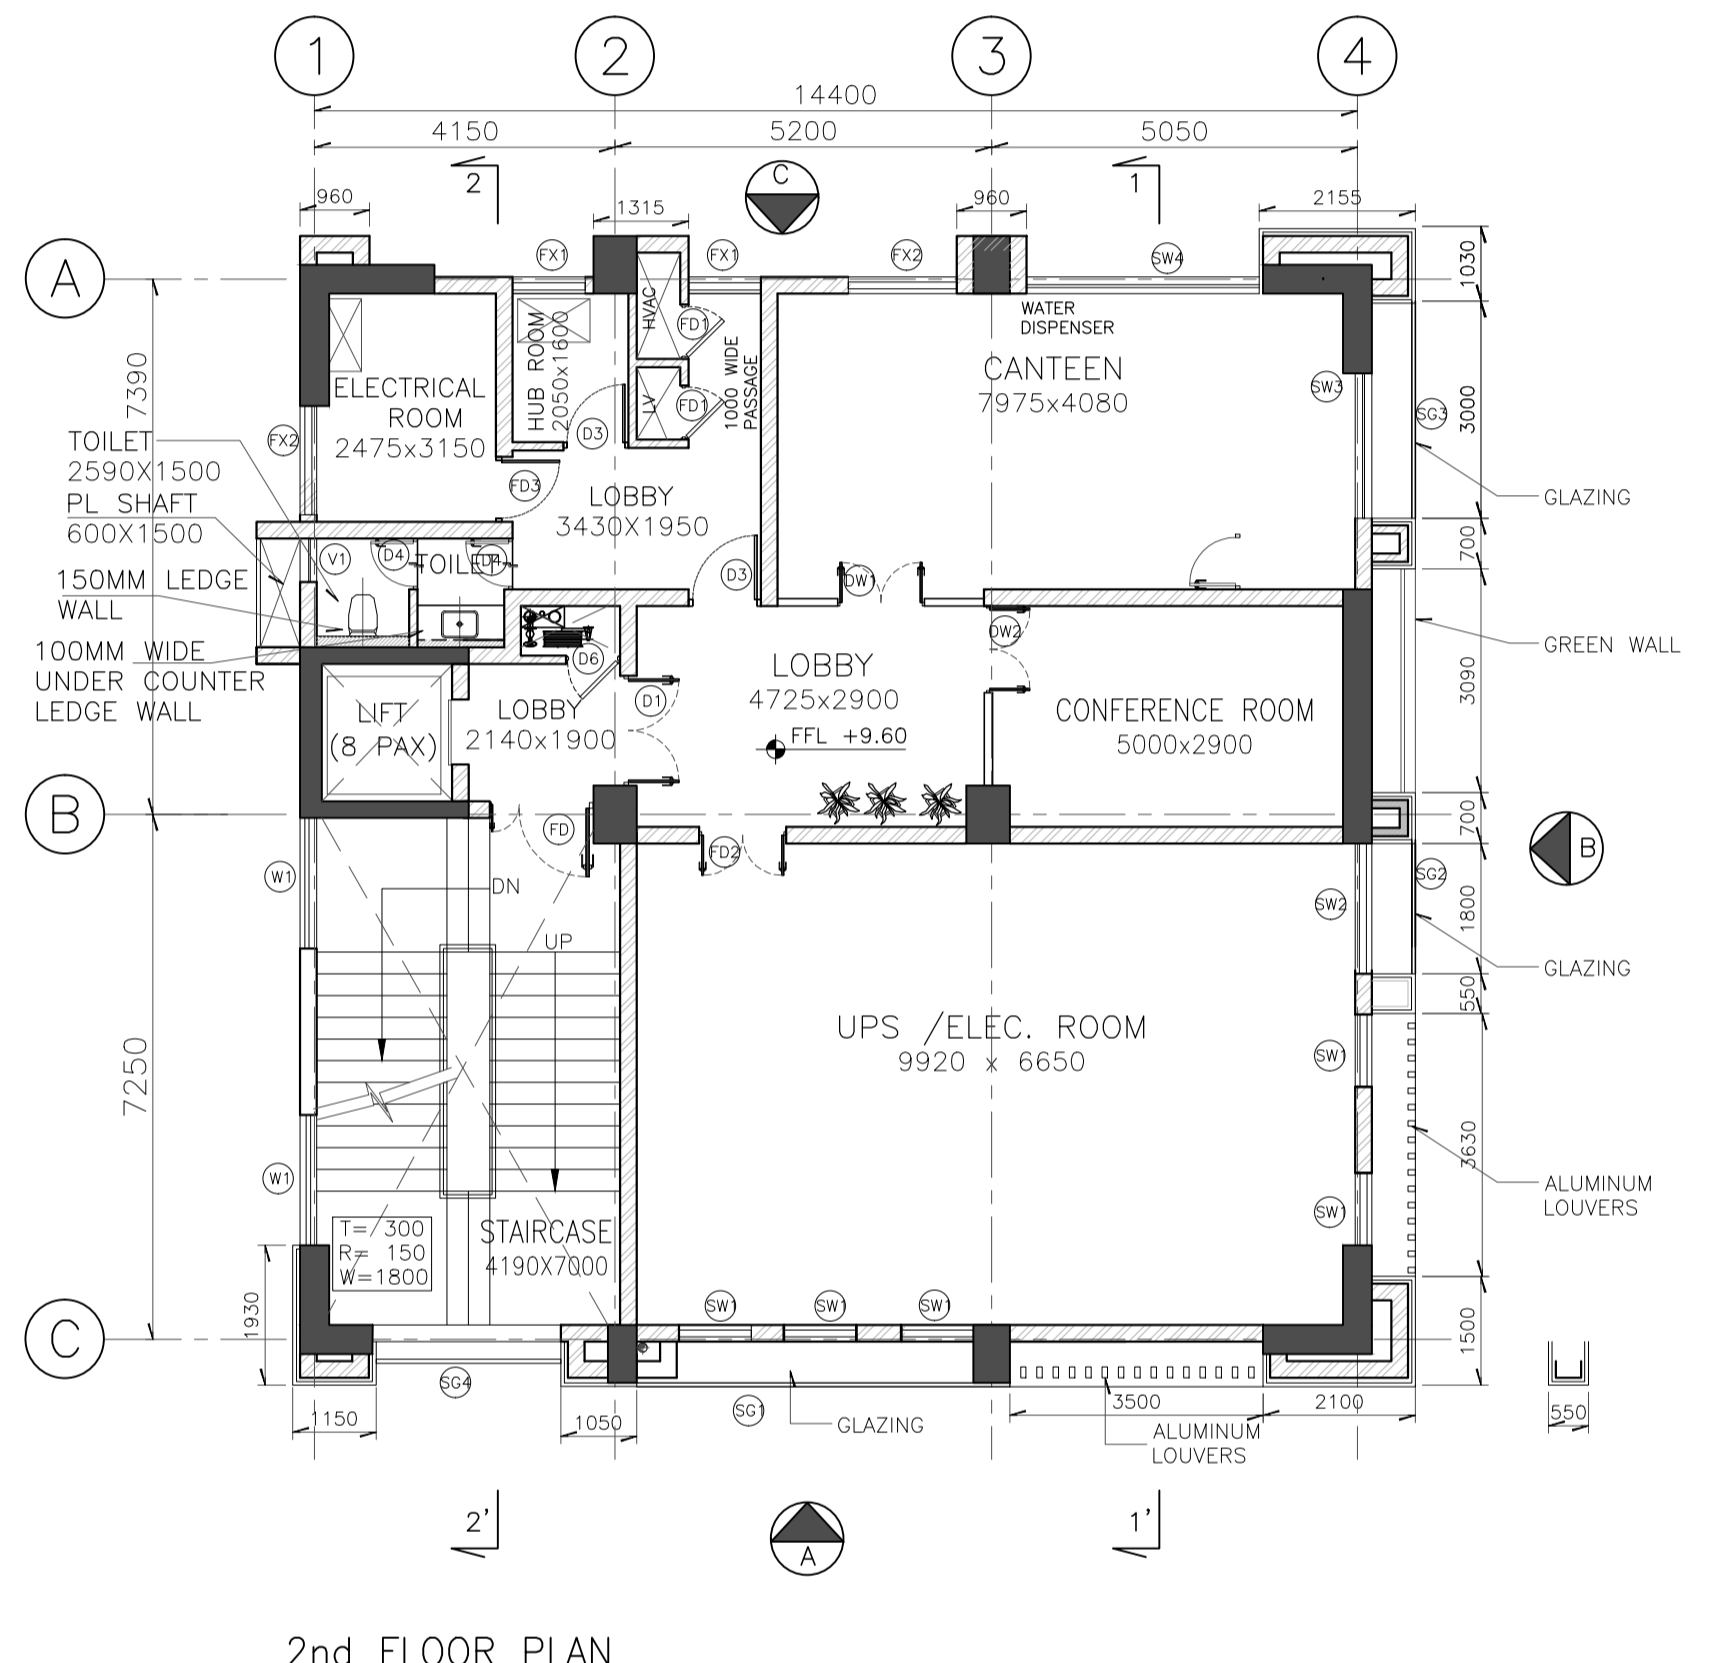 1
2
3
4
14400
4150
5200
5050
2
C
1
960
1315
960
2155
A
FX1
FX1
FX2
SW4
1030
HVAC
FD1
WATER
DISPENSER
CANTEEN
7975x4080
HUB ROOM
2050x1600
1000 WIDE
PASSAGE
LV
FD1
D3
ELECTRICAL
ROOM
2475x3150
7390
SW3
SG3
3000
FX2
TOILET
2590X1500
PL SHAFT
600X1500
FD3
LOBBY
3430X1950
GLAZING
700
V1
D4
TOILET
D4
D3
DW1
150MM LEDGE
WALL
100MM WIDE
UNDER COUNTER
LEDGE WALL
D6
DW2
GREEN WALL
3090
LIFT
(8 PAX)
LOBBY
2140x1900
D1
LOBBY
4725x2900
FFL +9.60
CONFERENCE ROOM
5000x2900
B
FD
FD2
700
B
W1
DN
UP
SW2
SG2
1800
GLAZING
550
UPS /ELEC. ROOM
9920 x 6650
SW1
7250
3630
ALUMINUM
LOUVERS
W1
SW1
T= 300
R= 150
W=1800
STAIRCASE
4190X7000
1930
SW1
SW1
SW1
C
1500
SG4
SG1
GLAZING
1150
1050
3500
2100
ALUMINUM
LOUVERS
550
2'
A
1'
2nd FLOOR PLAN